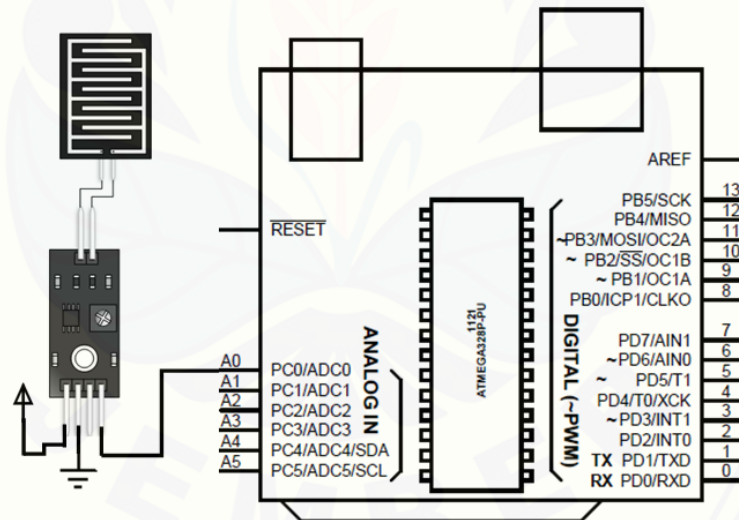 AREF
13
PB5/SCK
12
PB4/MISO
11
~PB3/MOSI/OC2A
10
~ PB2/SS/OC1B
9
~ PB1/OC1A
8
PB0/ICP1/CLKO
7
PD7/AIN1
6
~PD6/AIN0
5
~ PD5/T1
4
PD4/T0/XCK
3
~PD3/INT1
2
PD2/INT0
1
TX PD1/TXD
0
RX PD0/RXD
RESET
A0
PC0/ADC0
A1
PC1/ADC1
A2
PC2/ADC2
A3
PC3/ADC3
A4
PC4/ADC4/SDA
A5
PC5/ADC5/SCL
ANALOG IN
1121
ATMEGA328P-PU
DIGITAL (~PWM)